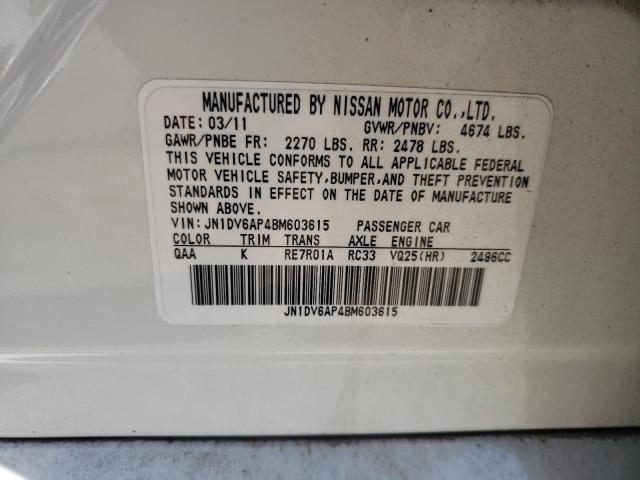 MANUFACTURED BY NISSAN MOTOR CO.,LTD.
DATE: 03/11 GVWR/PNBV: 4674 LBS.
GAWR/PNBE FR: 2270 LBS. RR: 2478 LBS.
THIS VEHICLE CONFORMS TO ALL APPLICABLE FEDERAL
MOTOR VEHICLE SAFETY,BUMPER,AND THEFT PREVENTION
STANDARDS IN EFFECT ON THE DATE OF MANUFACTURE
SHOWN ABOVE.
VIN: JN1DV6AP4BM603615 PASSENGER CAR
COLOR TRIM TRANS AXLE ENGINE
QAA K RE7R01A RC33 VQ25(HR) 2496CC
JN1DV6AP4BM603615